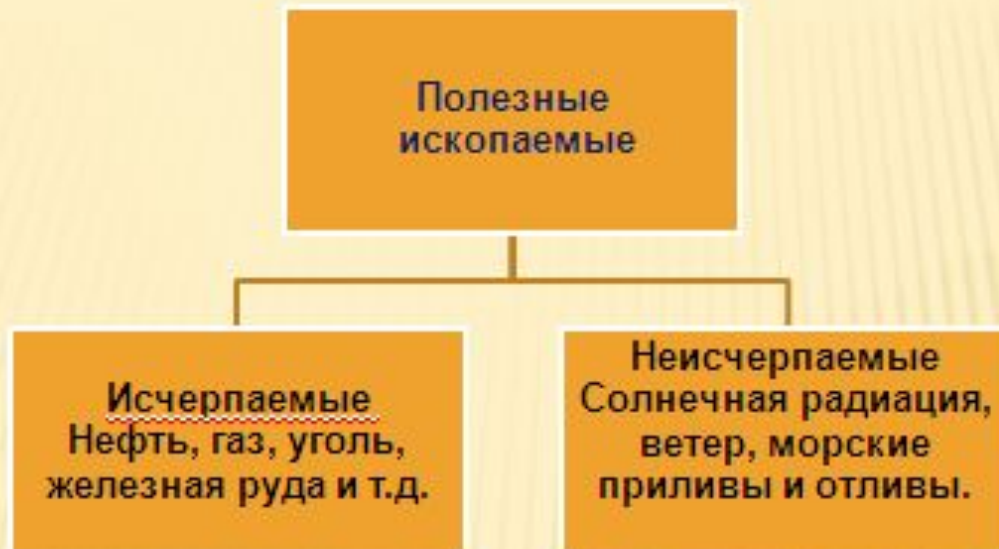 Полезные
ископаемые
Исчерпаемые
Нефть, газ, уголь,
железная руда и т.д.
Неисчерпаемые
Солнечная радиация,
ветер, морские
приливы и отливы.